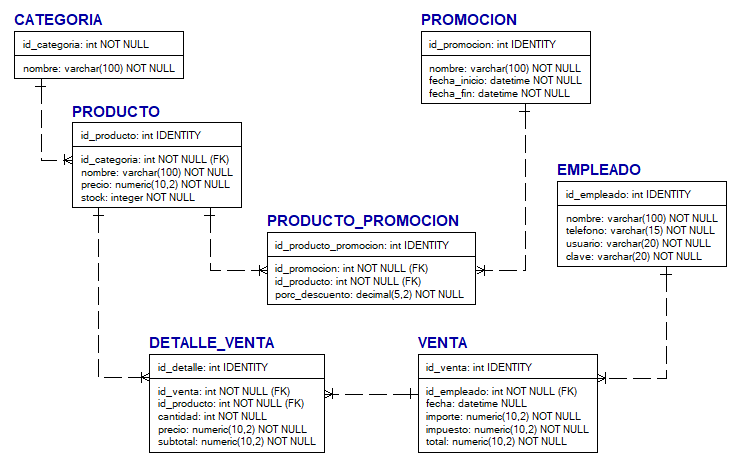 CATEGORIA
id_categoria: int NOT NULL
nombre: varchar(100) NOT NULL
PROMOCION
id_promocion: int IDENTITY
nombre: varchar(100) NOT NULL
fecha_inicio: datetime NOT NULL
fecha_fin: datetime NOT NULL
PRODUCTO
id_producto: int IDENTITY
id_categoria: int NOT NULL (FK)
nombre: varchar(100) NOT NULL
precio: numeric(10,2) NOT NULL
stock: integer NOT NULL
EMPLEADO
id_empleado: int IDENTITY
nombre: varchar(100) NOT NULL
telefono: varchar(15) NOT NULL
usuario: varchar(20) NOT NULL
clave: varchar(20) NOT NULL
PRODUCTO_PROMOCION
id_producto_promocion: int IDENTITY
id_promocion: int NOT NULL (FK)
id_producto: int NOT NULL (FK)
porc_descuento: decimal(5,2) NOT NULL
DETALLE_VENTA
id_detalle: int IDENTITY
id_venta: int NOT NULL (FK)
id_producto: int NOT NULL (FK)
cantidad: int NOT NULL
precio: numeric(10,2) NOT NULL
subtotal: numeric(10,2) NOT NULL
VENTA
id_venta: int IDENTITY
id_empleado: int NOT NULL (FK)
fecha: datetime NULL
importe: numeric(10,2) NOT NULL
impuesto: numeric(10,2) NOT NULL
total: numeric(10,2) NOT NULL